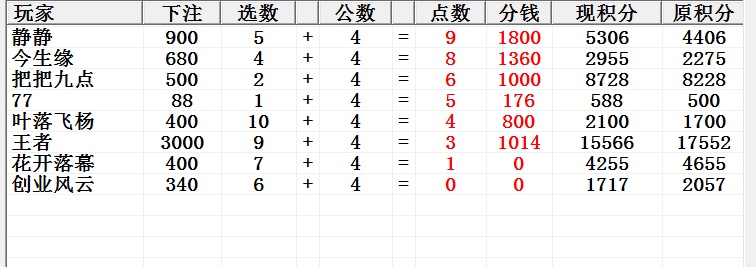 玩家 下注 选数 公数 点数 分钱 现积分 原积分
静静 900 5 + 4 = 9 1800 5306 4406
今生缘 680 4 + 4 = 8 1360 2955 2275
把把九点 500 2 + 4 = 6 1000 8728 8228
77 88 1 + 4 = 5 176 588 500
叶落飞杨 400 10 + 4 = 4 800 2100 1700
王者 3000 9 + 4 = 3 1014 15566 17552
花开落幕 400 7 + 4 = 1 0 4255 4655
创业风云 340 6 + 4 = 0 0 1717 2057